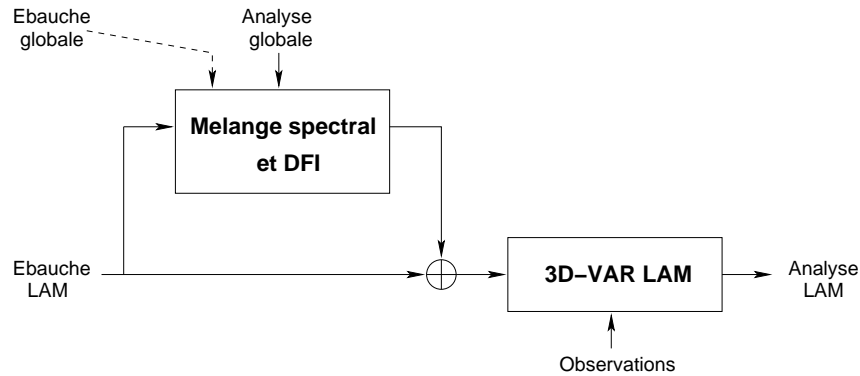 Ebauche
globale
Analyse
globale
Melange spectral
et DFI
Ebauche
LAM
3D−VAR LAM
Analyse
LAM
Observations